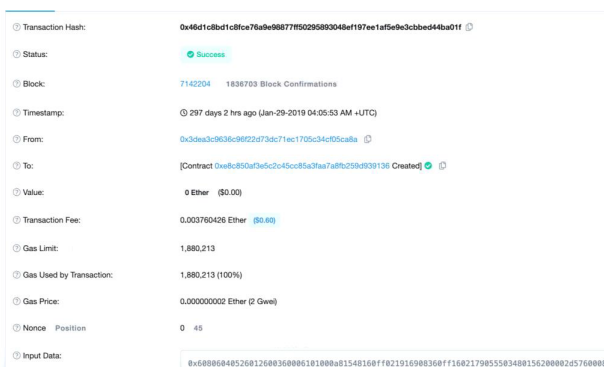 Transaction Hash: 0x46d1c8bd1c8fce76a9e98877ff50295893048ef197ee1af5e9e3cbbed44ba01f
Status: Success
Block: 7142204 1836703 Block Confirmations
Timestamp: 297 days 2 hrs ago (Jan-29-2019 04:05:53 AM +UTC)
From: 0x3dea3c9636c96f22d73dc71ec1705c34cf05ca8a
To: [Contract 0xe8c850af3e5c2c45cc85a3faa7a8fb259d939136 Created]
Value: 0 Ether ($0.00)
Transaction Fee: 0.003760426 Ether ($0.60)
Gas Limit: 1,880,213
Gas Used by Transaction: 1,880,213 (100%)
Gas Price: 0.000000002 Ether (2 Gwei)
Nonce Position 0 45
Input Data: 0x60806040526012600360006101000a81548160ff021916908360ff1602179055503480156200002d576000